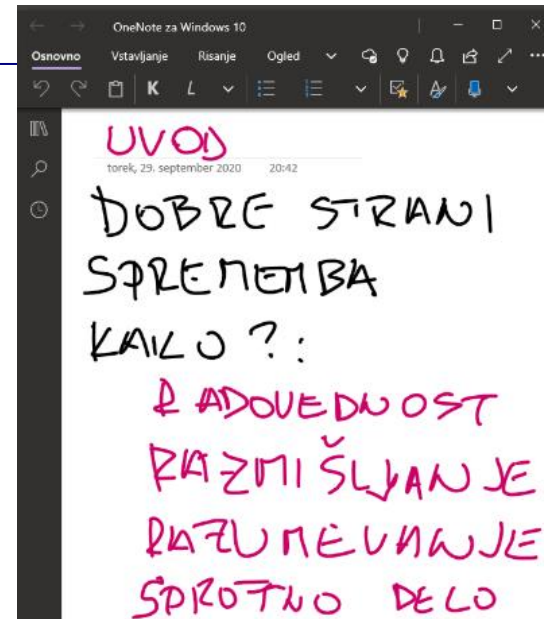 OneNote za Windows 10
Osnovno Vstavljanje Risanje Ogled
K L
UVOD
torek, 29. september 2020 20:42
DOBRE STRANI
SPREMEMBA
KAKO?:
RADOVEDNOST
RAZMIŠLJANJE
RAZUMEVANJE
SPROTNO DELO